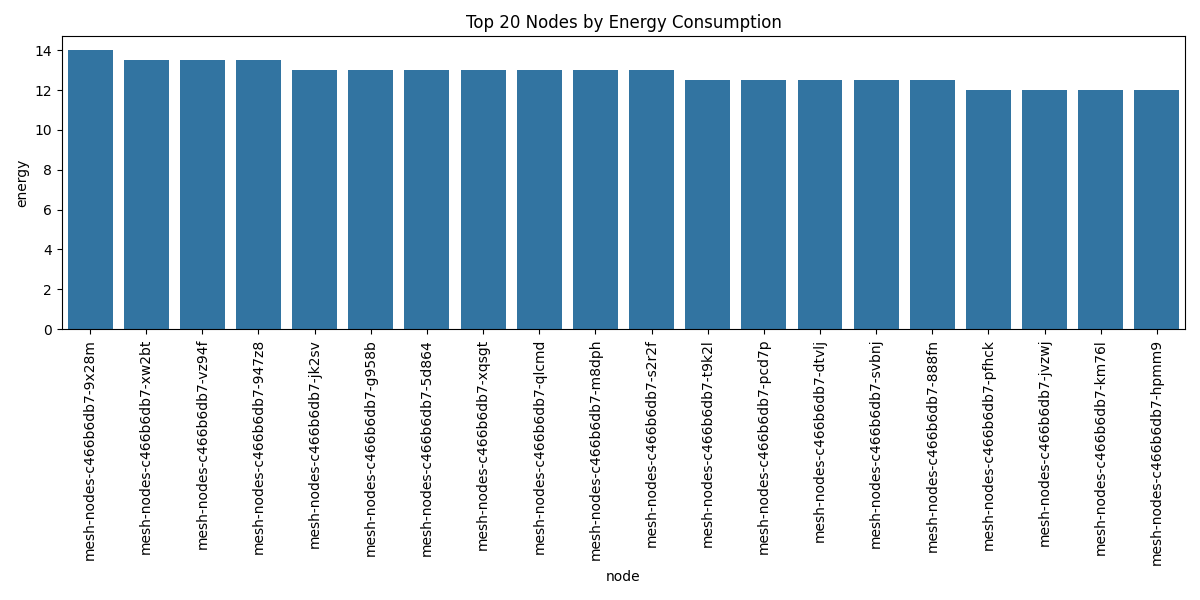 Top 20 Nodes by Energy Consumption
energy
14
12
10
8
6
4
2
0
mesh-nodes-c466b6db7-9x28m
mesh-nodes-c466b6db7-xw2bt
mesh-nodes-c466b6db7-vz94f
mesh-nodes-c466b6db7-947z8
mesh-nodes-c466b6db7-jk2sv
mesh-nodes-c466b6db7-g958b
mesh-nodes-c466b6db7-5d864
mesh-nodes-c466b6db7-xqsgt
mesh-nodes-c466b6db7-qlcmd
mesh-nodes-c466b6db7-m8dph
mesh-nodes-c466b6db7-s2r2f
mesh-nodes-c466b6db7-t9k2l
mesh-nodes-c466b6db7-pcd7p
mesh-nodes-c466b6db7-dtvlj
mesh-nodes-c466b6db7-svbnj
mesh-nodes-c466b6db7-888fn
mesh-nodes-c466b6db7-pfhck
mesh-nodes-c466b6db7-jvzwj
mesh-nodes-c466b6db7-km76l
mesh-nodes-c466b6db7-hpmm9
node